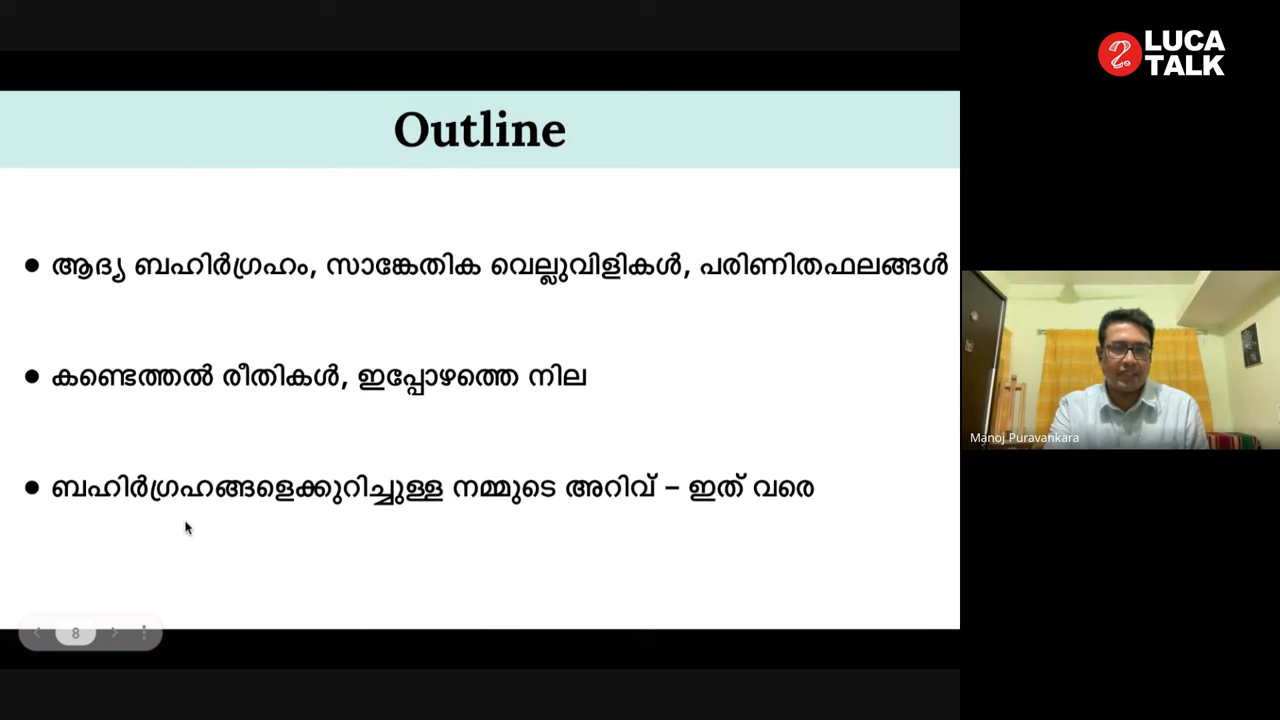 LUCA
TALK
Outline
● ആദ്യ ബഹിർഗ്രഹം, സാങ്കേതിക വെല്ലുവിളികൾ, പരിണിതഫലങ്ങൾ
● കണ്ടെത്തൽ രീതികൾ, ഇപ്പോഴത്തെ നില
● ബഹിർഗ്രഹങ്ങളെക്കുറിച്ചുള്ള നമ്മുടെ അറിവ് – ഇത് വരെ
Manoj Puravankara
8